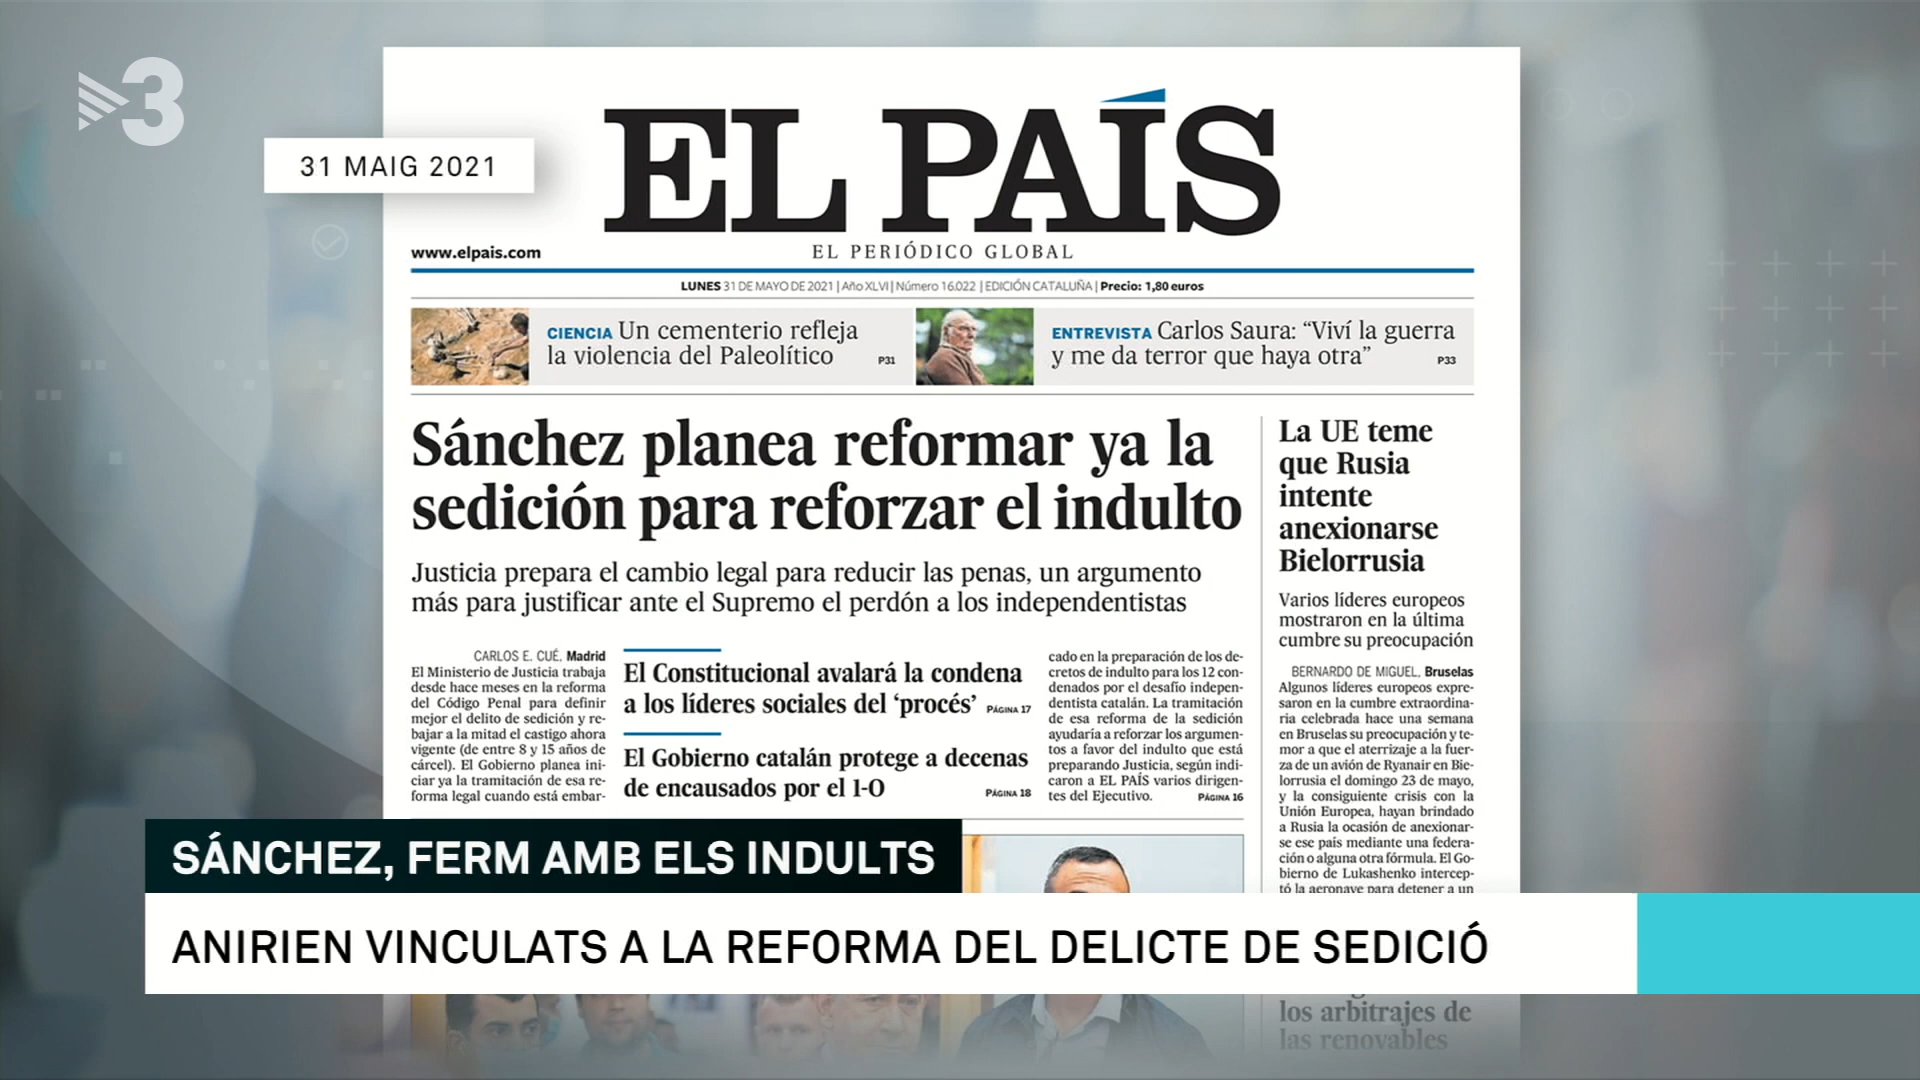 3
31 MAIG 2021
EL PAÍS
www.elpais.com
EL PERIÓDICO GLOBAL
LUNES 31 DE MAYO DE 2021 | Año XLVI | Número 16.022 | EDICIÓN CATALUÑA | Precio: 1,80 euros
CIENCIA Un cementerio refleja
la violencia del Paleolítico P31
ENTREVISTA Carlos Saura: “Viví la guerra
y me da terror que haya otra” P33
Sánchez planea reformar ya la
sedición para reforzar el indulto
Justicia prepara el cambio legal para reducir las penas, un argumento
más para justificar ante el Supremo el perdón a los independentistas
CARLOS E. CUÉ, Madrid
El Ministerio de Justicia trabaja
desde hace meses en la reforma
del Código Penal para definir
mejor el delito de sedición y re-
bajar a la mitad el castigo ahora
vigente (de entre 8 y 15 años de
cárcel). El Gobierno planea ini-
ciar ya la tramitación de esa re-
forma legal cuando está embar-
El Constitucional avalará la condena
a los líderes sociales del ‘procés’ PÁGINA 17
El Gobierno catalán protege a decenas
de encausados por el 1-O PÁGINA 18
cado en la preparación de los de-
cretos de indulto para los 12 con-
denados por el desafío indepen-
dentista catalán. La tramitación
de esa reforma de la sedición
ayudaría a reforzar los argumen-
tos a favor del indulto que está
preparando Justicia, según indi-
caron a EL PAÍS varios dirigen-
tes del Ejecutivo. PÁGINA 16
La UE teme
que Rusia
intente
anexionarse
Bielorrusia
Varios líderes europeos
mostraron en la última
cumbre su preocupación
BERNARDO DE MIGUEL, Bruselas
Algunos líderes europeos expre-
saron en la cumbre extraordina-
ria celebrada hace una semana
en Bruselas su preocupación y te-
mor a que el aterrizaje a la fuer-
za de un avión de Ryanair en Bie-
lorrusia el domingo 23 de mayo,
y la consiguiente crisis con la
Unión Europea, hayan brindado
a Rusia la ocasión de anexionar-
se ese país mediante una federa-
ción o alguna otra fórmula. El Go-
bierno de Lukashenko intercep-
tó la aeronave para detener a un
SÁNCHEZ, FERM AMB ELS INDULTS
ANIRIEN VINCULATS A LA REFORMA DEL DELICTE DE SEDICIÓ
los arbitrajes de
las renovables